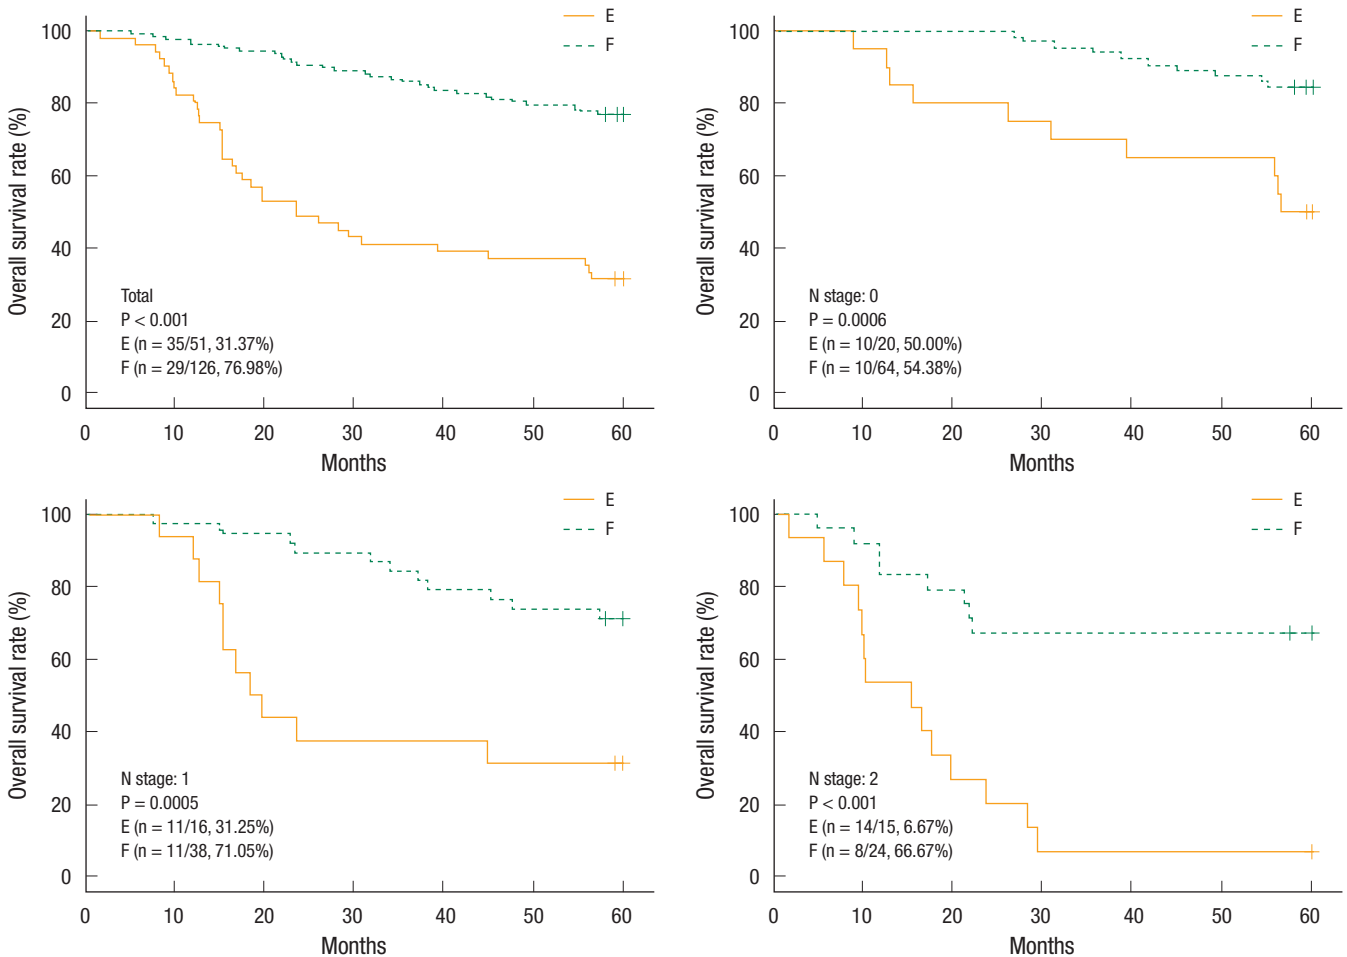 E
F
100
80
60
40
20
0
Overall survival rate (%)
Total
P < 0.001
E (n = 35/51, 31.37%)
F (n = 29/126, 76.98%)
0 10 20 30 40 50 60
Months
E
F
100
80
60
40
20
0
Overall survival rate (%)
N stage: 0
P = 0.0006
E (n = 10/20, 50.00%)
F (n = 10/64, 54.38%)
0 10 20 30 40 50 60
Months
E
F
100
80
60
40
20
0
Overall survival rate (%)
N stage: 1
P = 0.0005
E (n = 11/16, 31.25%)
F (n = 11/38, 71.05%)
0 10 20 30 40 50 60
Months
E
F
100
80
60
40
20
0
Overall survival rate (%)
N stage: 2
P < 0.001
E (n = 14/15, 6.67%)
F (n = 8/24, 66.67%)
0 10 20 30 40 50 60
Months